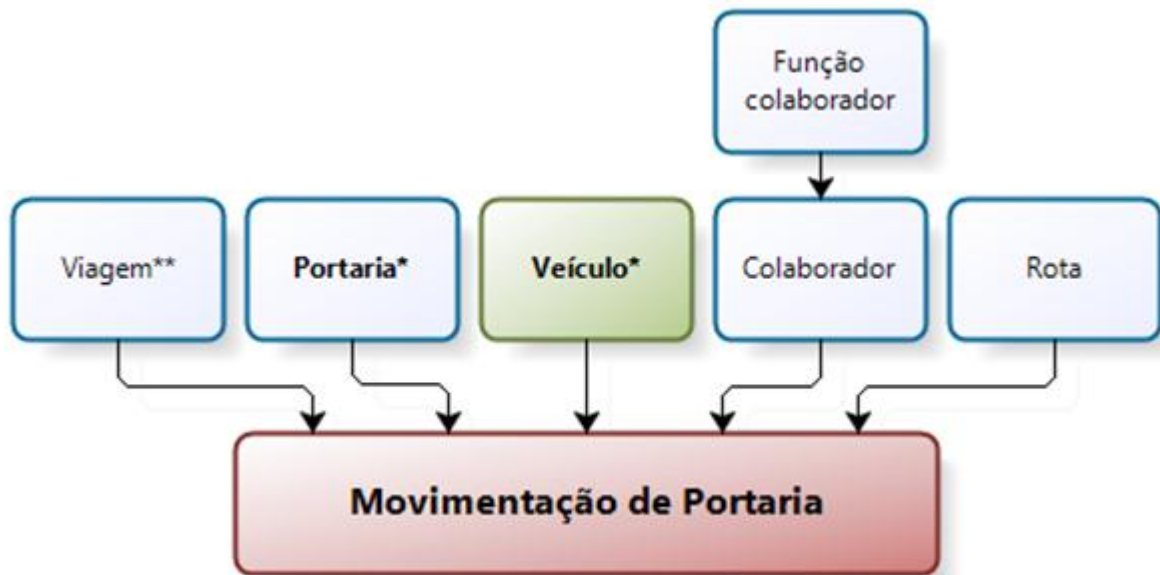 Função
colaborador
Viagem**
Portaria*
Veículo*
Colaborador
Rota
Movimentação de Portaria